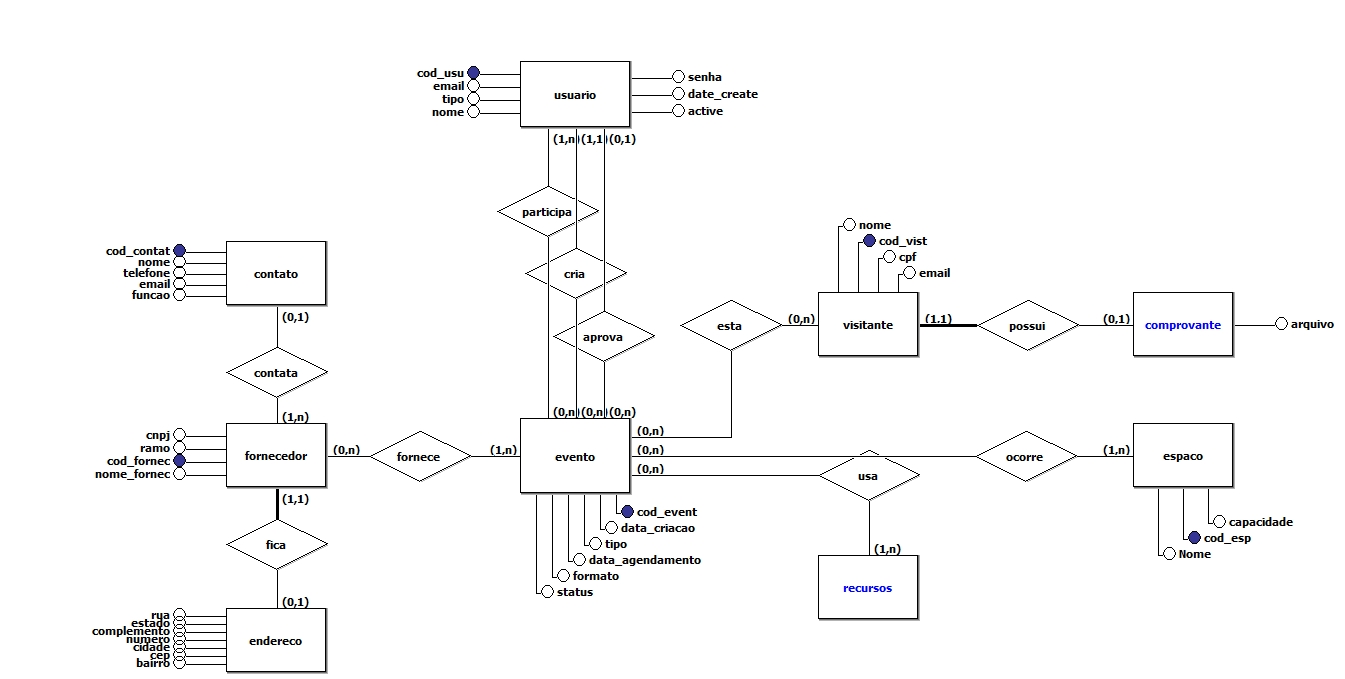 cod_usu
email
tipo
nome
usuario
senha
date_create
active
(1,n)
(1,1)
(0,1)
participa
cria
aprova
cod_contat
nome
telefone
email
funcao
contato
(0,1)
contata
(1,n)
cnpj
ramo
cod_fornec
nome_fornec
fornecedor
(0,n)
fornece
(1,n)
(1,1)
fica
(0,1)
rua
estado
complemento
numero
cidade
cep
bairro
endereco
(0,n)
(0,n)
(0,n)
evento
(0,n)
(0,n)
(0,n)
cod_event
data_criacao
tipo
data_agendamento
formato
status
esta
(0,n)
nome
cod_vist
cpf
email
visitante
(1,1)
possui
(0,1)
comprovante
arquivo
ocorre
(1,n)
espaco
capacidade
cod_esp
Nome
usa
(1,n)
recursos